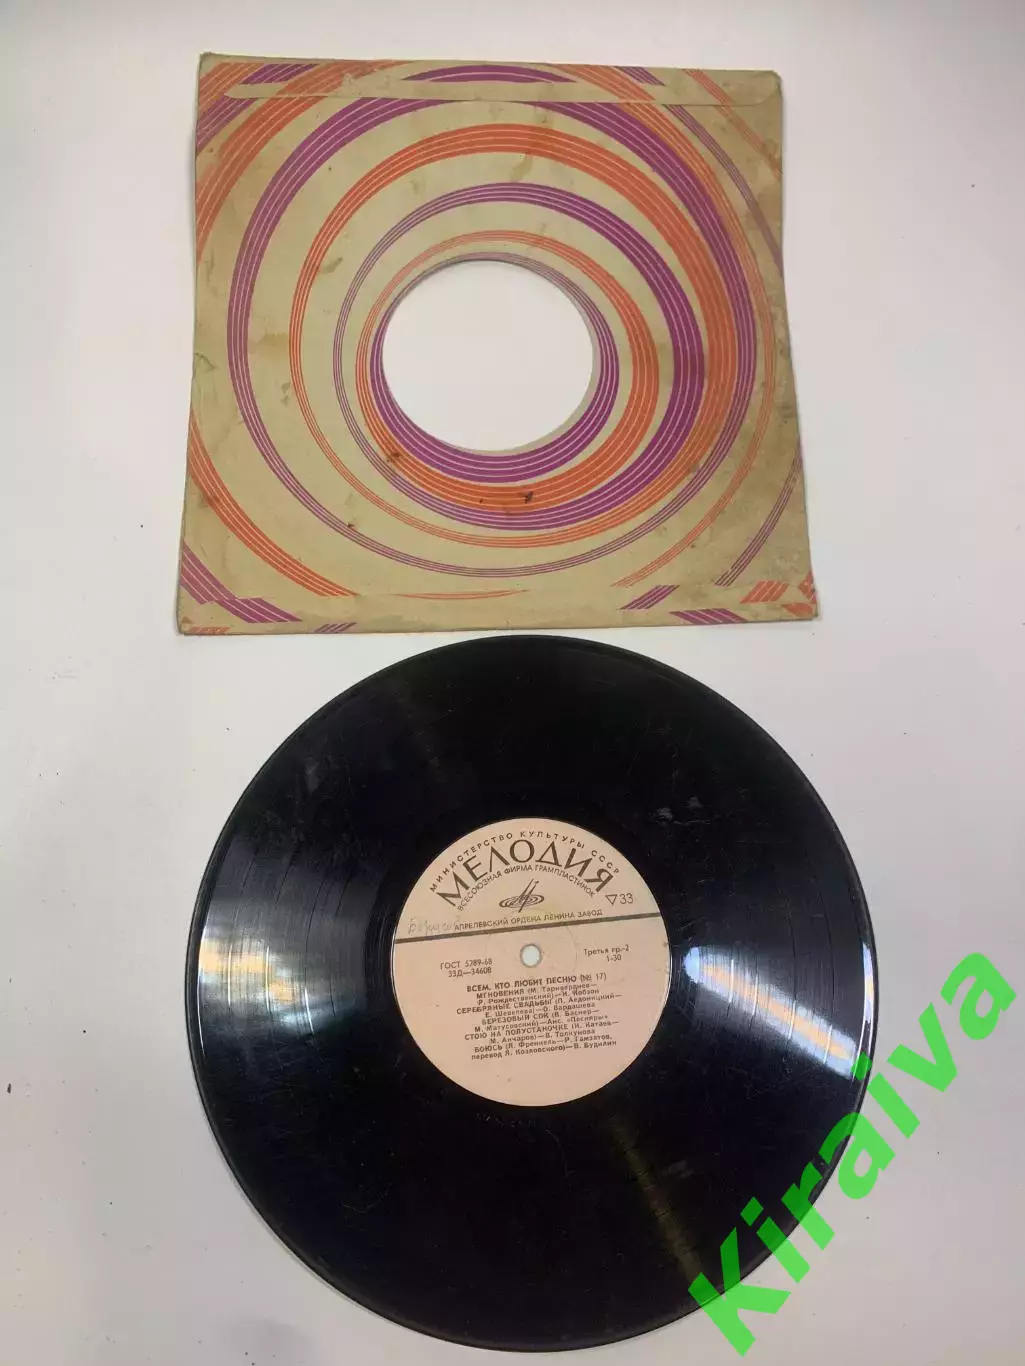 МИНИСТЕРСТВО КУЛЬТУРЫ СССР
МЕЛОДИЯ
ВСЕСОЮЗНАЯ ФИРМА ГРАМПЛАСТИНОК
▽33
АПРЕЛЕВСКИЙ ОРДЕНА ЛЕНИНА ЗАВОД
ГОСТ 5289-68
Третья гр.-2
33Д—34608
1-30
ВСЕМ, КТО ЛЮБИТ ПЕСНЮ (№ 17)
МГНОВЕНИЯ (М. Таривердиев—
Р. Рождественский)—И. Кобзон
СЕРЕБРЯНЫЕ СВАДЬБЫ (П. Аедоницкий—
Е. Шевелева)—О. Вардашева
БЕРЕЗОВЫЙ СОК (В. Баснер—
М. Матусовский)—Анс. «Песняры»
СТОЮ НА ПОЛУСТАНОЧКЕ (И. Катаев—
М. Анчаров)—В. Толкунова
БОЮСЬ (Я. Френкель—Р. Гамзатов,
перевод Я. Козловского)—В. Будилин
Kiraiva